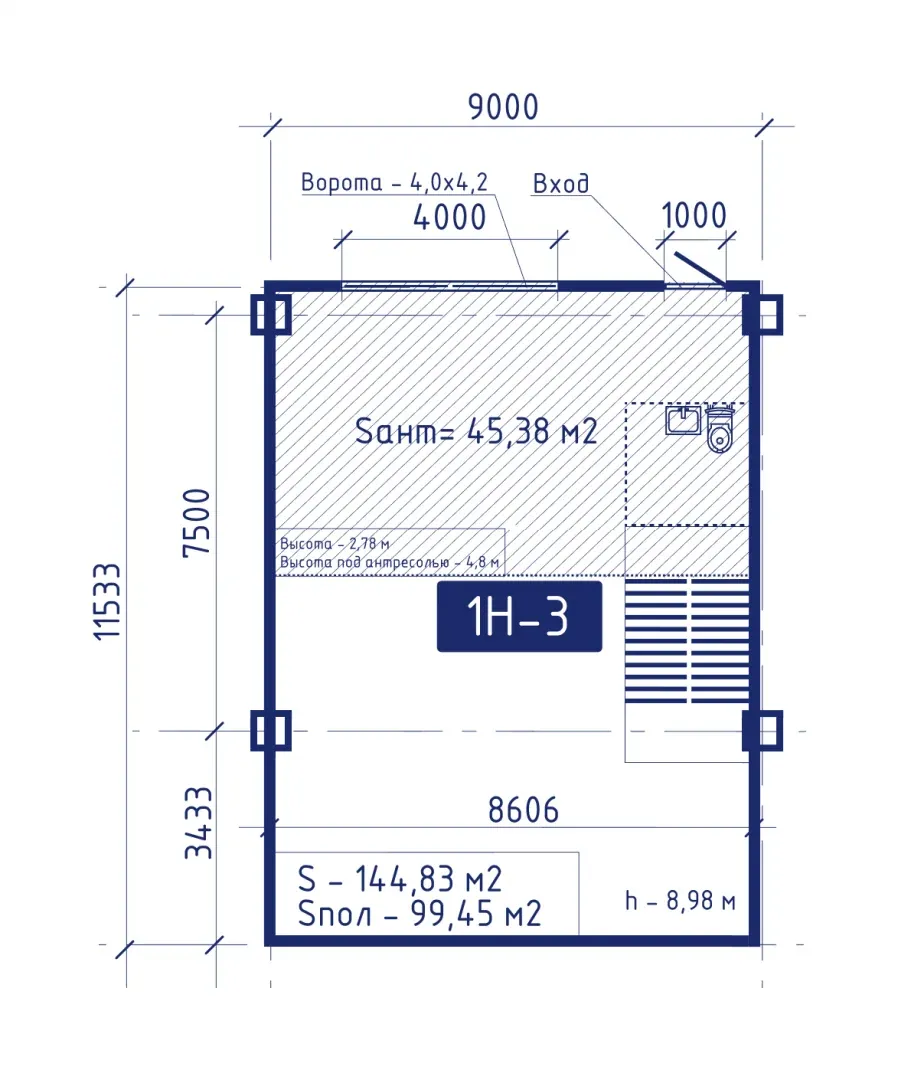 9000
Ворота - 4,0х4,2
Вход
4000
1000
Sант= 45,38 м2
7500
Высота - 2,78 м
Высота под антресолью - 4,8 м
11533
1Н-3
3433
8606
S - 144,83 м2
Sпол - 99,45 м2
h - 8,98 м